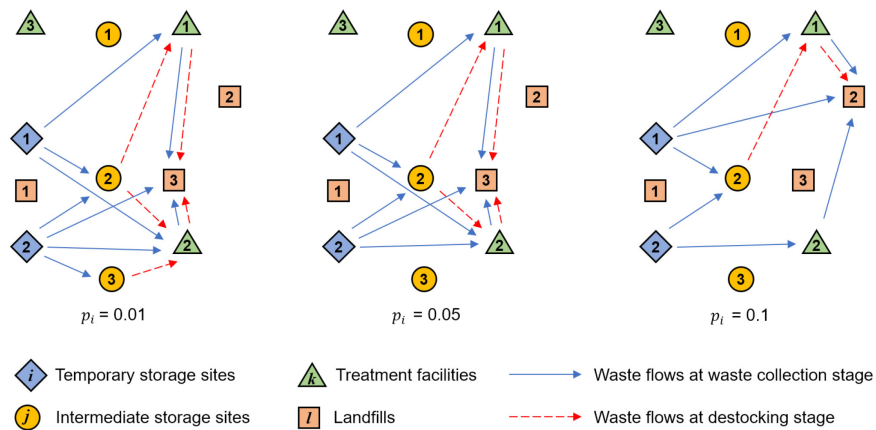 3 1 1
2
1
2 3
1
2 2
3
p_i = 0.01
3 1 1
2
1
2 3
1
2 2
3
p_i = 0.05
3 1 1
2
1
2 3
1
2 2
3
p_i = 0.1
i Temporary storage sites
k Treatment facilities
Waste flows at waste collection stage
j Intermediate storage sites
l Landfills
Waste flows at destocking stage